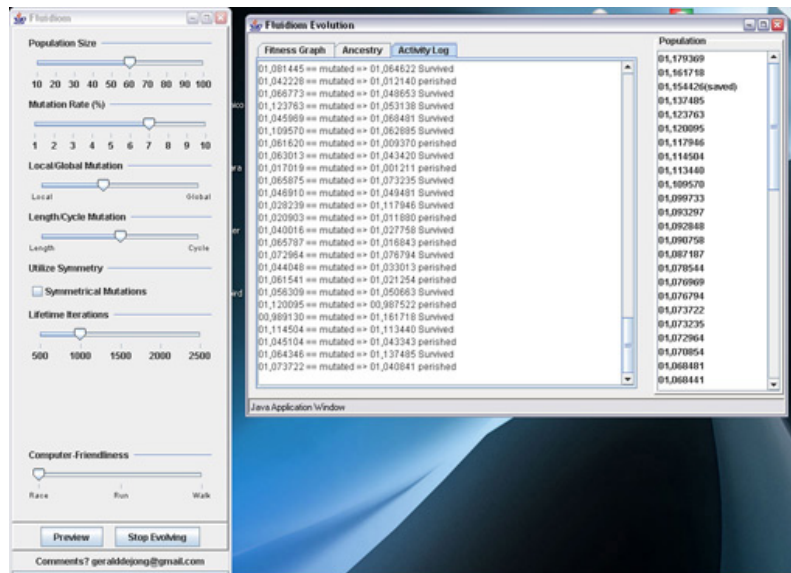 Fluidiom
Population Size
10 20 30 40 50 60 70 80 90 100
Mutation Rate (%)
1 2 3 4 5 6 7 8 9 10
Local/Global Mutation
Local Global
Length/Cycle Mutation
Length Cycle
Utilize Symmetry
Symmetrical Mutations
Lifetime Iterations
500 1000 1500 2000 2500
Computer-Friendliness
Race Run Walk
Preview Stop Evolving
Comments? geralddejong@gmail.com
Fluidiom Evolution
Fitness Graph Ancestry Activity Log
01,081445 == mutated => 01,064622 Survived
01,042228 == mutated => 01,012140 perished
01,066773 == mutated => 01,048653 Survived
01,123763 == mutated => 01,053138 Survived
01,045969 == mutated => 01,068481 Survived
01,109570 == mutated => 01,062885 Survived
01,061620 == mutated => 01,009370 perished
01,063013 == mutated => 01,043420 Survived
01,017019 == mutated => 01,001211 perished
01,065875 == mutated => 01,073235 Survived
01,046910 == mutated => 01,049481 Survived
01,028239 == mutated => 01,117946 Survived
01,020903 == mutated => 01,011880 perished
01,040016 == mutated => 01,027758 Survived
01,065787 == mutated => 01,016843 perished
01,072964 == mutated => 01,076794 Survived
01,044048 == mutated => 01,033013 perished
01,061541 == mutated => 01,021254 perished
01,056309 == mutated => 01,050663 Survived
01,120095 == mutated => 00,987522 perished
00,989130 == mutated => 01,161718 Survived
01,114504 == mutated => 01,113440 Survived
01,045104 == mutated => 01,043343 perished
01,064346 == mutated => 01,137485 Survived
01,073722 == mutated => 01,040841 perished
Population
01,179369
01,161718
01,154426(saved)
01,137485
01,123763
01,120095
01,117946
01,114504
01,113440
01,109570
01,099733
01,093297
01,092848
01,090758
01,087187
01,078544
01,076969
01,076794
01,073722
01,073235
01,072964
01,070854
01,068481
01,068441
Java Application Window